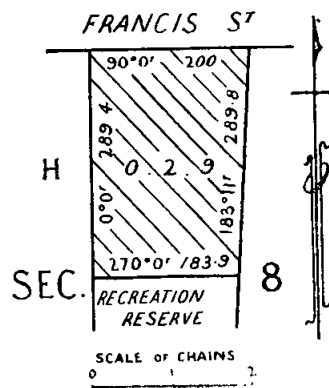 FRANCIS ST
90°0′ 200
289·4
289·8
H
0. 2. 9
0°0′
183°11′
270°0′ 183·9
SEC. 8
RECREATION
RESERVE
SCALE OF CHAINS
0 1 2